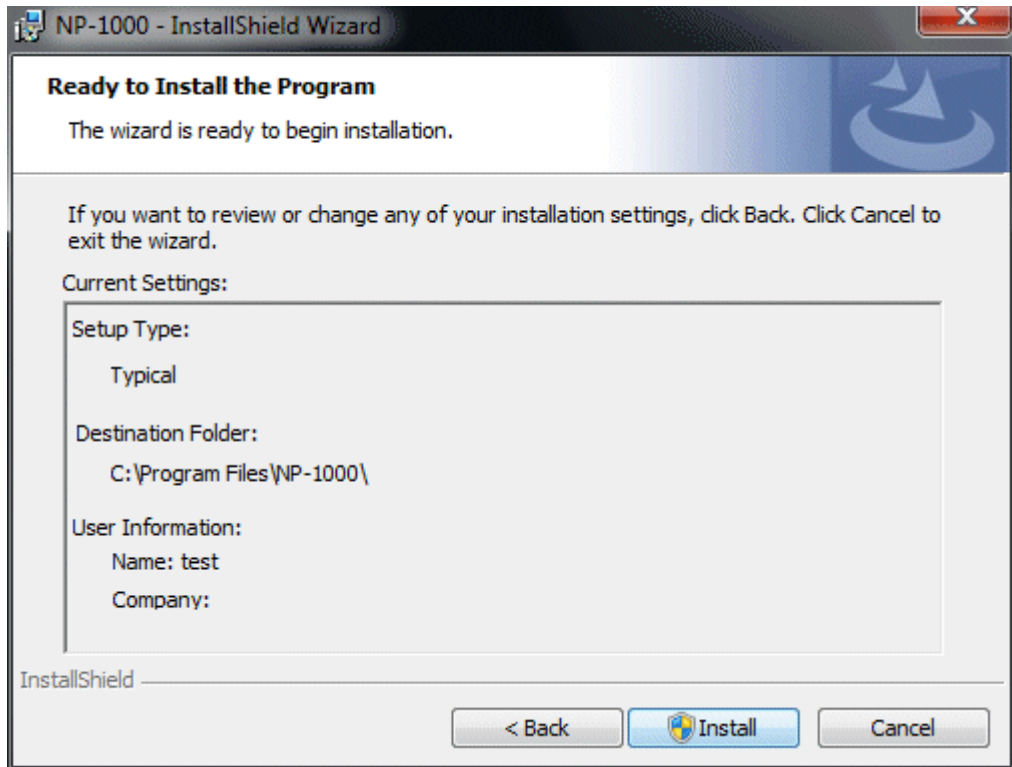 NP-1000 - InstallShield Wizard
X
Ready to Install the Program
The wizard is ready to begin installation.
If you want to review or change any of your installation settings, click Back. Click Cancel to
exit the wizard.
Current Settings:
Setup Type:
Typical
Destination Folder:
C:\Program Files\NP-1000\
User Information:
Name: test
Company:
InstallShield
< Back
Install
Cancel